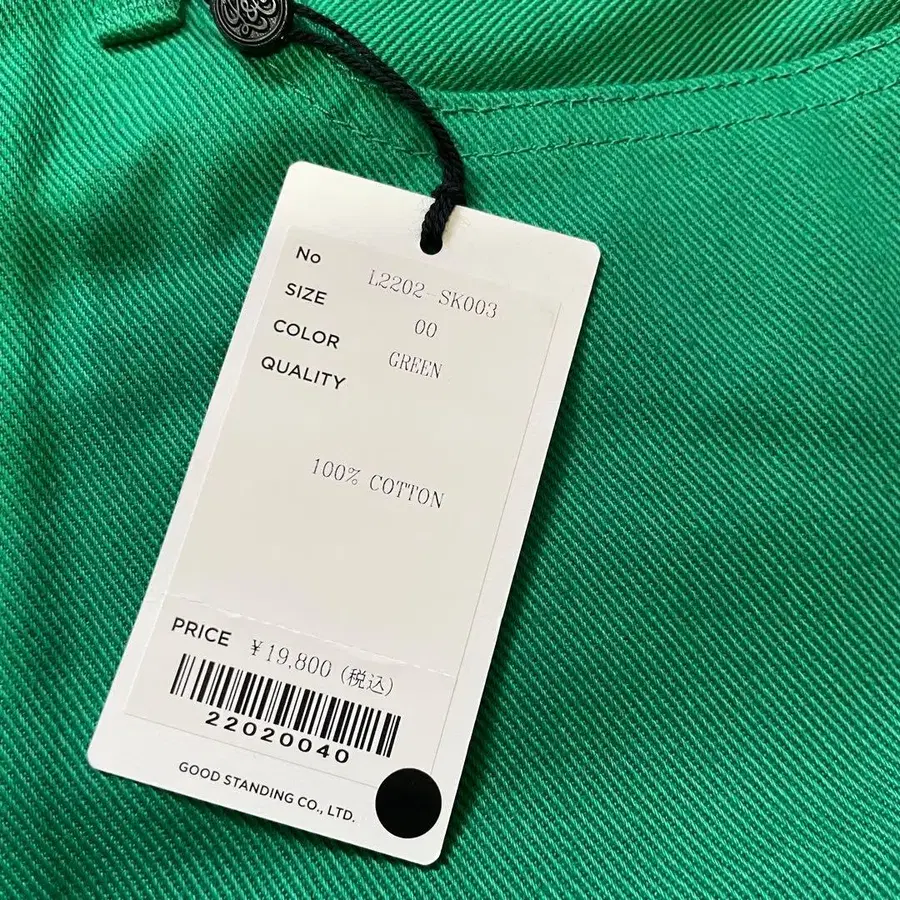 No L2202-SK003
SIZE 00
COLOR GREEN
QUALITY
100% COTTON
PRICE ¥19,800 (税込)
22020040
GOOD STANDING CO., LTD.